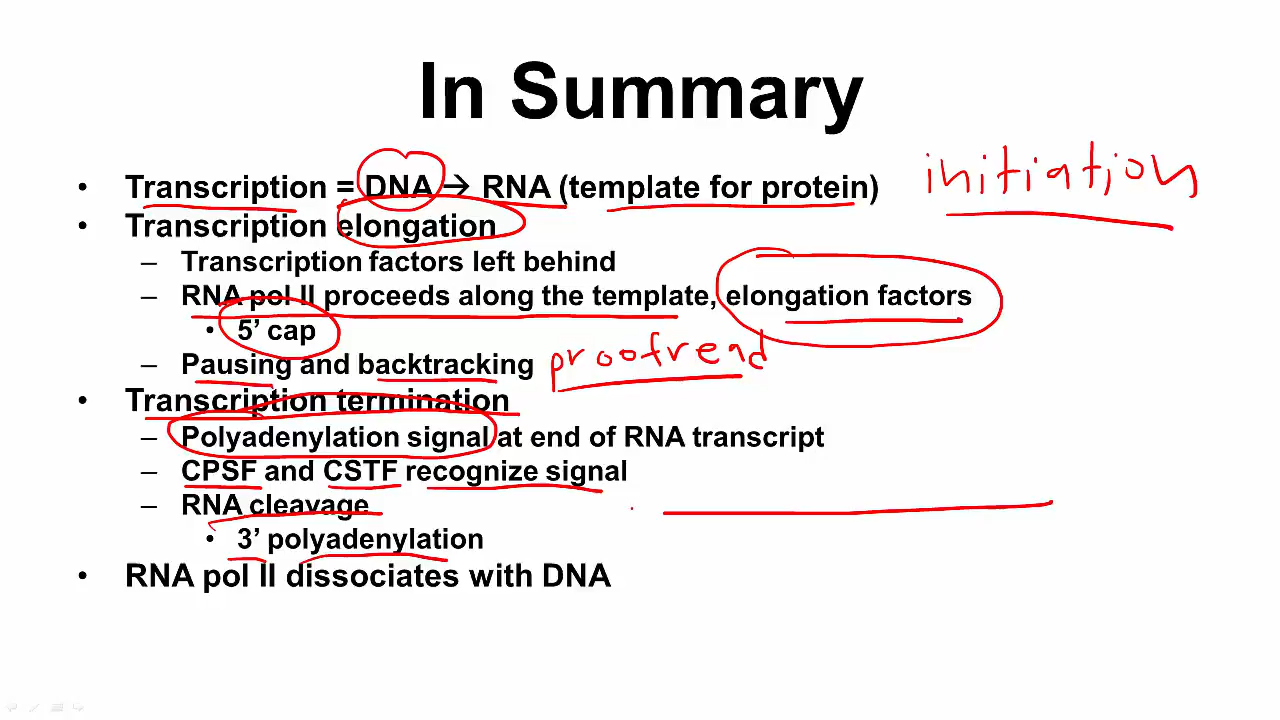 In Summary
• Transcription = DNA → RNA (template for protein)
initiation
• Transcription elongation
– Transcription factors left behind
– RNA pol II proceeds along the template, elongation factors
• 5’ cap
– Pausing and backtracking proofread
• Transcription termination
– Polyadenylation signal at end of RNA transcript
– CPSF and CSTF recognize signal
– RNA cleavage
• 3’ polyadenylation
• RNA pol II dissociates with DNA